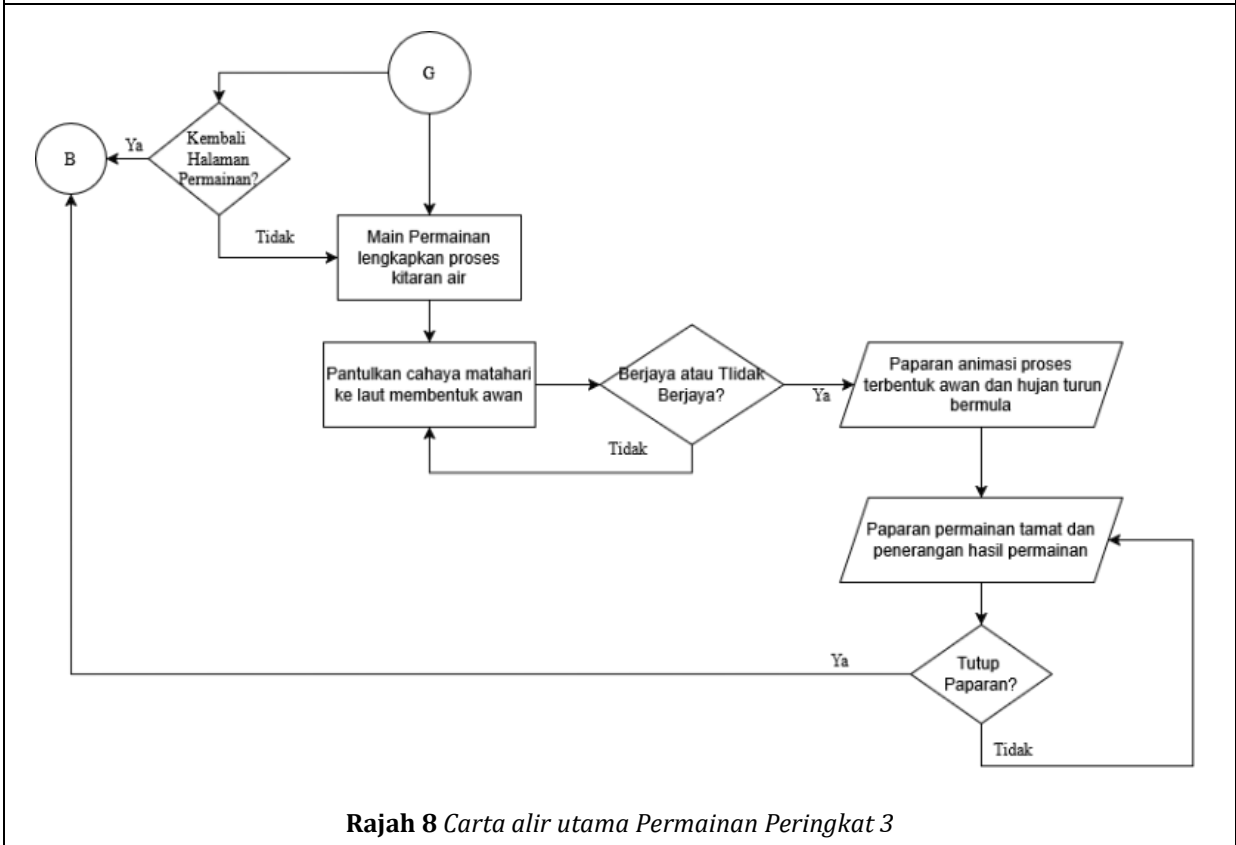 G
B
Ya
Kembali
Halaman
Permainan?
Tidak
Main Permainan
lengkapkan proses
kitaran air
Pantulkan cahaya matahari
ke laut membentuk awan
Berjaya atau Tlidak
Berjaya?
Ya
Tidak
Paparan animasi proses
terbentuk awan dan hujan turun
bermula
Paparan permainan tamat dan
penerangan hasil permainan
Tutup
Paparan?
Ya
Tidak
Rajah 8 Carta alir utama Permainan Peringkat 3